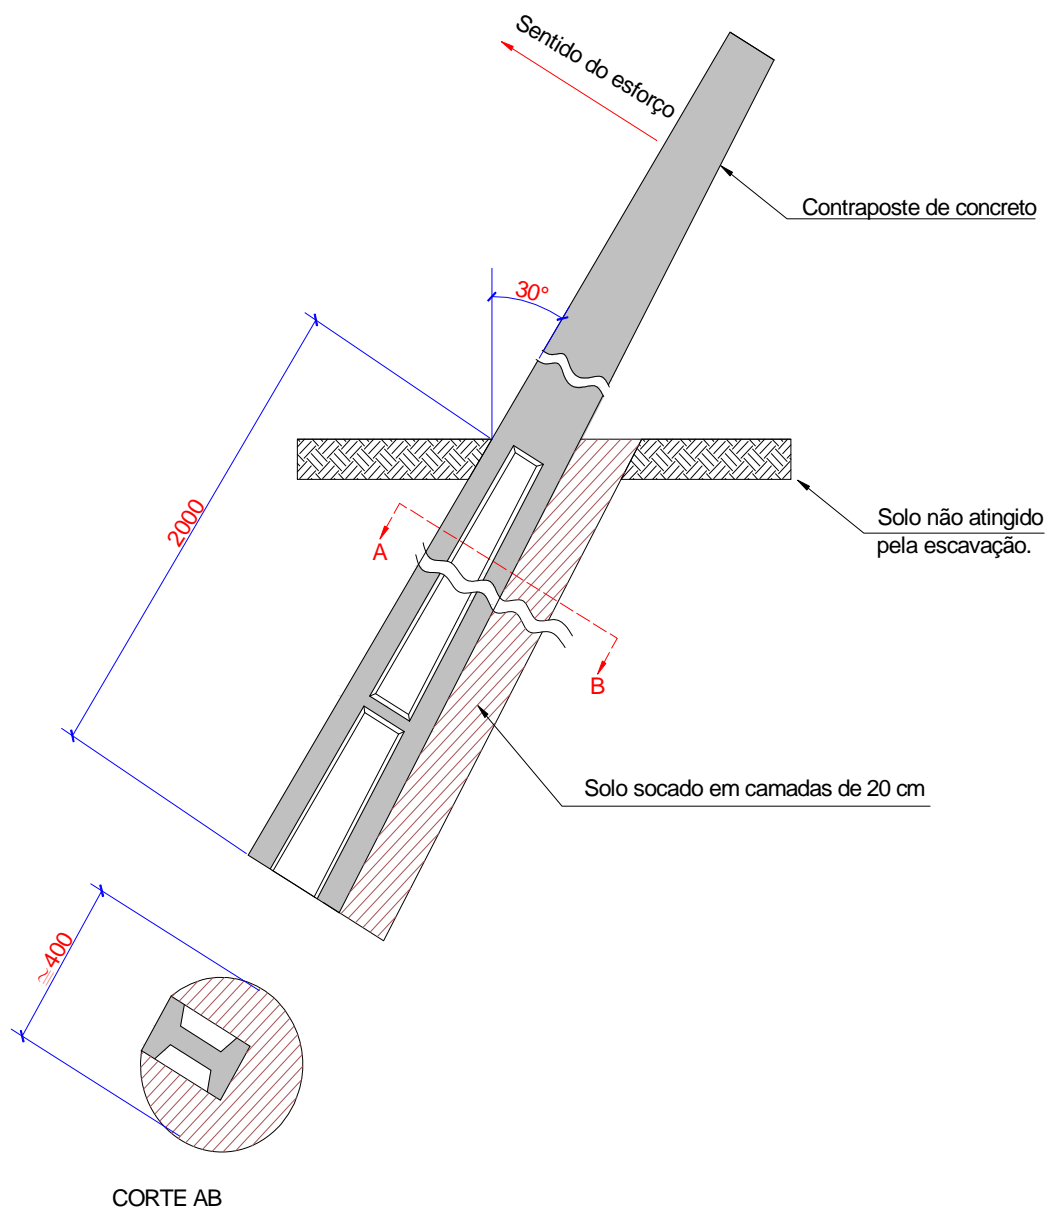 Sentido do esforço
Contraposte de concreto
30°
2000
Solo não atingido
pela escavação.
A
B
Solo socado em camadas de 20 cm
≃400
CORTE AB